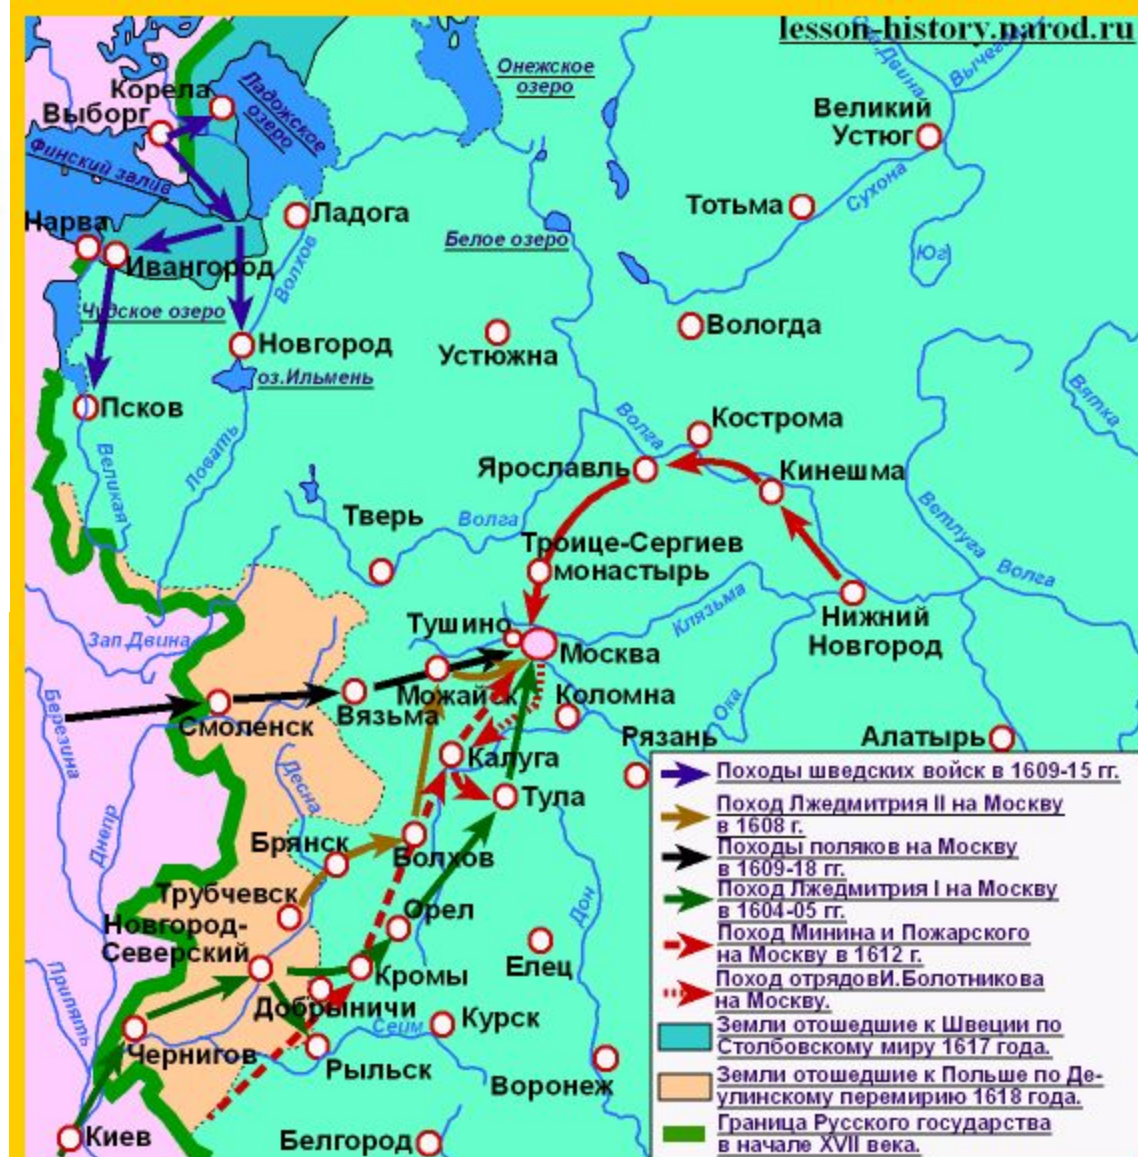 lesson-history.narod.ru
Онежское
озеро
Сев.Двина
Вычегда
Корела
Выборг
Ладожское
озеро
Финский залив
Великий
Устюг
Сухона
Тотьма
Юг
Нарва
Ладога
Ивангород
Волхов
Белое озеро
Чудское озеро
Новгород
оз.Ильмень
Устюжна
Вологда
Псков
Великая
Ловать
Волга
Кострома
Вятка
Ярославль
Кинешма
Ветлуга
Тверь
Волга
Троице-Сергиев
монастырь
Волга
Клязьма
Нижний
Новгород
Зап.Двина
Тушино
Москва
Можайск
Коломна
Березина
Смоленск
Вязьма
Ока
Рязань
Алатырь
Калуга
Десна
Тула
Днепр
Брянск
Волхов
Трубчевск
Орел
Дон
Новгород-
Северский
Елец
Кромы
Добрыничи
Припять
Сейм
Курск
Чернигов
Рыльск
Воронеж
Киев
Белгород
Походы шведских войск в 1609-15 гг.
Поход Лжедмитрия II на Москву
в 1608 г.
Походы поляков на Москву
в 1609-18 гг.
Поход Лжедмитрия I на Москву
в 1604-05 гг.
Поход Минина и Пожарского
на Москву в 1612 г.
Поход отрядовИ.Болотникова
на Москву.
Земли отошедшие к Швеции по
Столбовскому миру 1617 года.
Земли отошедшие к Польше по Де-
улинскому перемирию 1618 года.
Граница Русского государства
в начале XVII века.